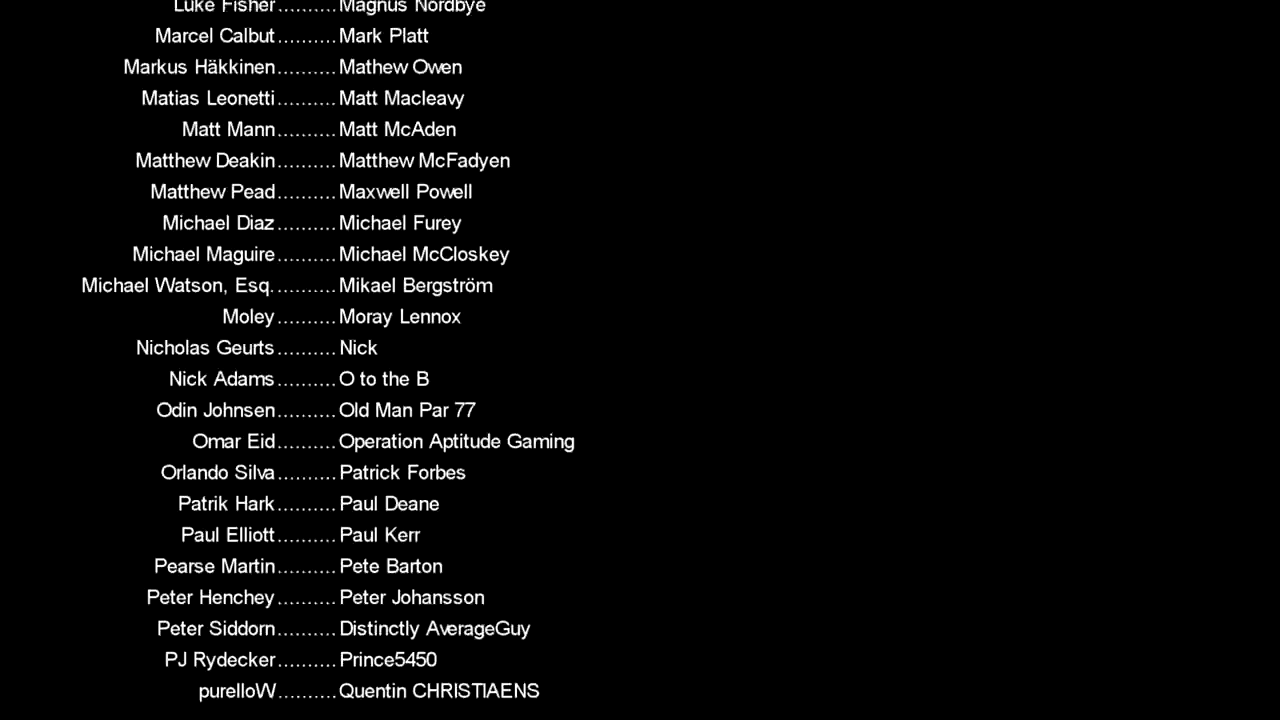 Luke Fisher..........Magnus Nordbye
Marcel Calbut..........Mark Platt
Markus Häkkinen..........Mathew Owen
Matias Leonetti..........Matt Macleavy
Matt Mann..........Matt McAden
Matthew Deakin..........Matthew McFadyen
Matthew Pead..........Maxwell Powell
Michael Diaz..........Michael Furey
Michael Maguire..........Michael McCloskey
Michael Watson, Esq...........Mikael Bergström
Moley..........Moray Lennox
Nicholas Geurts..........Nick
Nick Adams..........O to the B
Odin Johnsen..........Old Man Par 77
Omar Eid..........Operation Aptitude Gaming
Orlando Silva..........Patrick Forbes
Patrik Hark..........Paul Deane
Paul Elliott..........Paul Kerr
Pearse Martin..........Pete Barton
Peter Henchey..........Peter Johansson
Peter Siddorn..........Distinctly AverageGuy
PJ Rydecker..........Prince5450
purelloW..........Quentin CHRISTIAENS